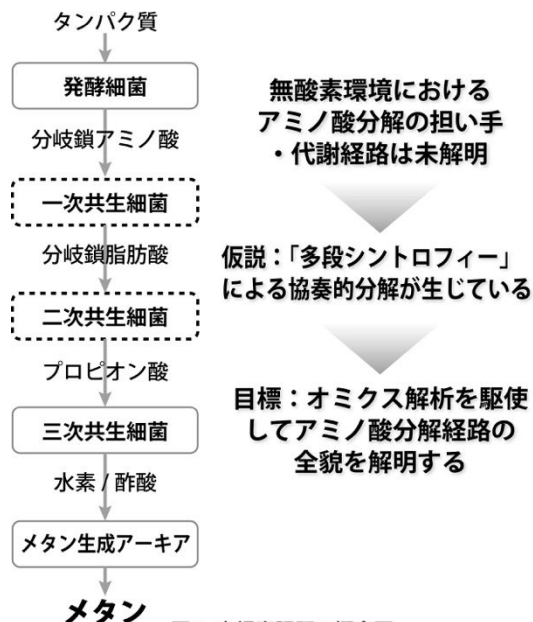 タンパク質
発酵細菌
分岐鎖アミノ酸
一次共生細菌
分岐鎖脂肪酸
二次共生細菌
プロピオン酸
三次共生細菌
水素 / 酢酸
メタン生成アーキア
メタン
無酸素環境における
アミノ酸分解の担い手
・代謝経路は未解明
仮説：「多段シントロフィー」
による協奏的分解が生じている
目標：オミクス解析を駆使
してアミノ酸分解経路の
全貌を解明する